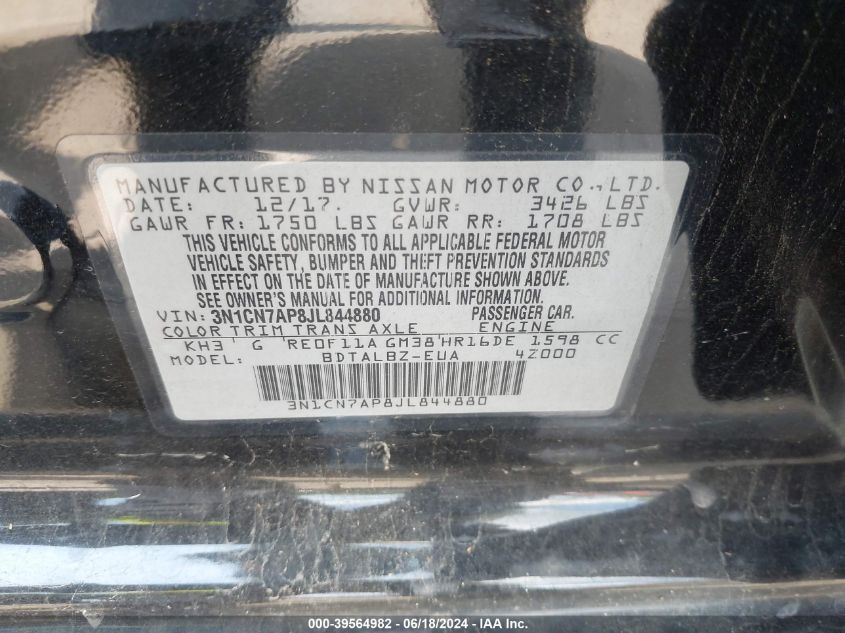 MANUFACTURED BY NISSAN MOTOR CO., LTD.
DATE: 12/17. GVWR: 3426 LBS
GAWR FR: 1750 LBS GAWR RR: 1708 LBS
THIS VEHICLE CONFORMS TO ALL APPLICABLE FEDERAL MOTOR
VEHICLE SAFETY, BUMPER AND THEFT PREVENTION STANDARDS
IN EFFECT ON THE DATE OF MANUFACTURE SHOWN ABOVE.
SEE OWNER'S MANUAL FOR ADDITIONAL INFORMATION.
VIN: 3N1CN7AP8JL844880 PASSENGER CAR.
COLOR TRIM TRANS AXLE ENGINE
KH3 G RE0F11A GM38 HR16DE 1598 CC
MODEL: BDTALBZ-EUA 4Z000
3N1CN7AP8JL844880
000-39564982 - 06/18/2024 - IAA Inc.